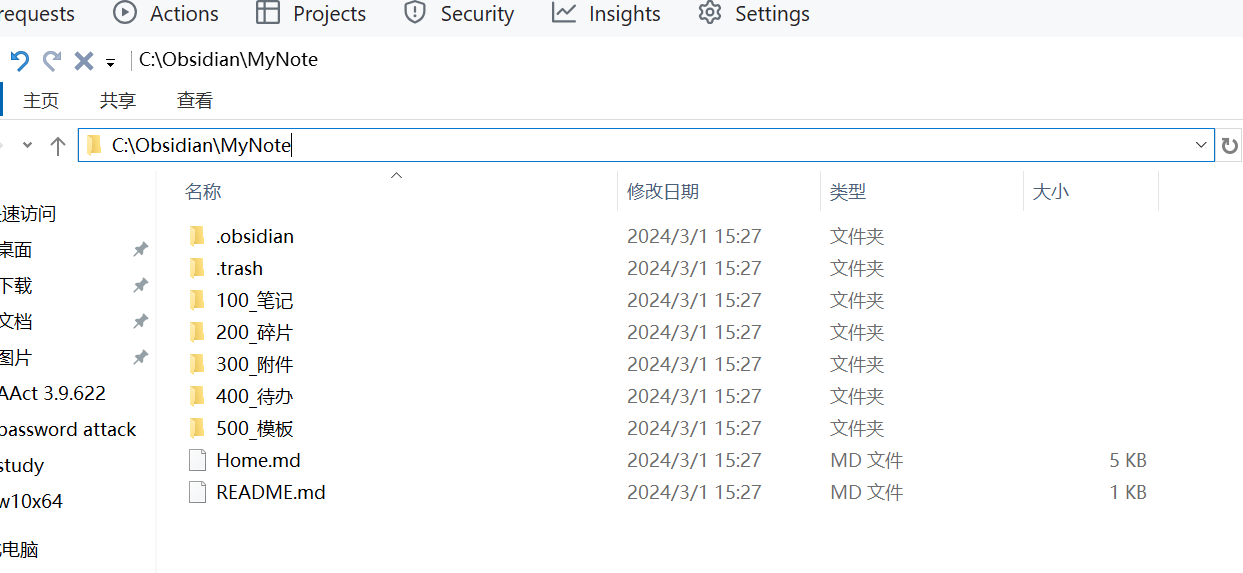 requests Actions Projects Security Insights Settings
C:\Obsidian\MyNote
主页 共享 查看
C:\Obsidian\MyNote
名称 修改日期 类型 大小
速访问
桌面
下载
文档
图片
AAct 3.9.622
password attack
study
w10x64
电脑
.obsidian 2024/3/1 15:27 文件夹
.trash 2024/3/1 15:27 文件夹
100_笔记 2024/3/1 15:27 文件夹
200_碎片 2024/3/1 15:27 文件夹
300_附件 2024/3/1 15:27 文件夹
400_待办 2024/3/1 15:27 文件夹
500_模板 2024/3/1 15:27 文件夹
Home.md 2024/3/1 15:27 MD 文件 5 KB
README.md 2024/3/1 15:27 MD 文件 1 KB